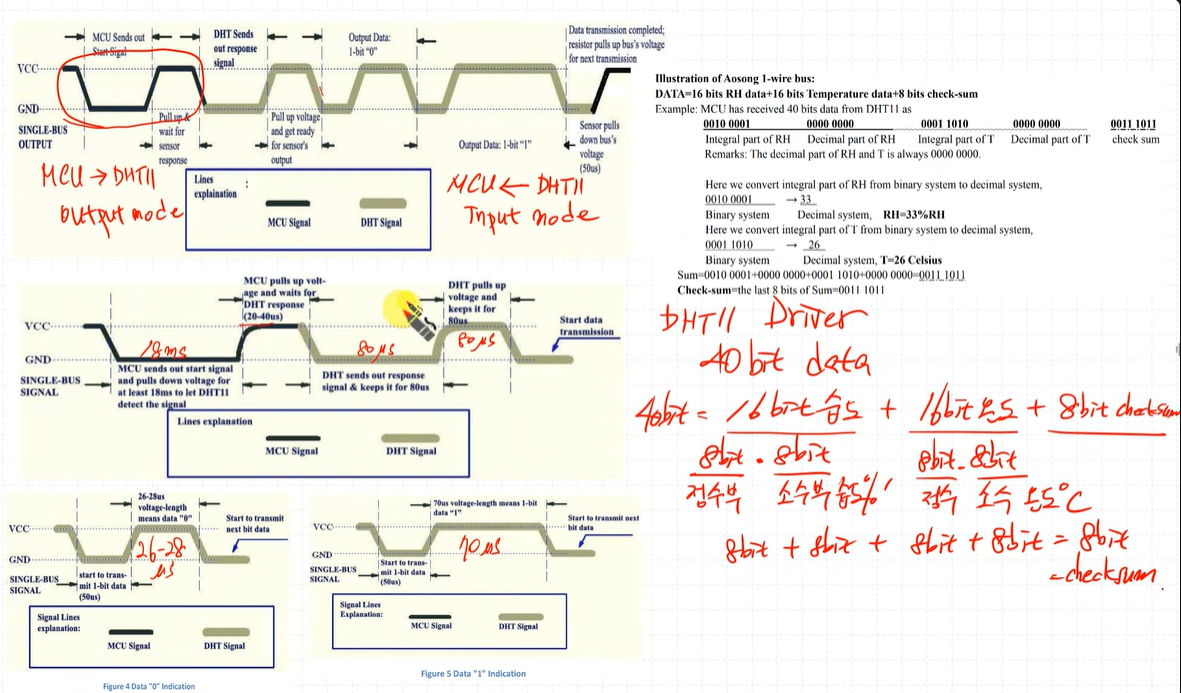 MCU Sends out
Start Sigal
DHT Sends
out response
signal
Output Data:
1-bit "0"
Data transmission completed;
resistor pulls up bus's voltage
for next transmission
VCC
GND
SINGLE-BUS
OUTPUT
Pull up &
wait for
sensor
response
Pull up voltage
and get ready
for sensor's
output
Output Data: 1-bit "1"
Sensor pulls
down bus's
voltage
(50us)
MCU → DHT11
Output mode
Lines
explaination
:
MCU Signal
DHT Signal
MCU ← DHT11
Input mode
MCU pulls up volt-
age and waits for
DHT response
(20-40us)
DHT pulls up
voltage and
keeps it for
80us
Start data
transmission
VCC
GND
18ms
80 μs
80 μs
SINGLE-BUS
SIGNAL
MCU sends out start signal
and pulls down voltage for
at least 18ms to let DHT11
detect the signal
DHT sends out response
signal & keeps it for 80us
Lines explanation
MCU Signal
DHT Signal
26-28us
voltage-length
means data "0"
Start to transmit
next bit data
VCC
GND
26-28
μs
SINGLE-BUS
SIGNAL
start to trans-
mit 1-bit data
(50us)
Signal Lines
explanation:
MCU Signal
DHT Signal
Figure 4 Data "0" Indication
70us voltage-length means 1-bit
data "1"
Start to transmit next
bit data
VCC
GND
70 μs
SINGLE-BUS
SIGNAL
Start to trans-
mit 1-bit data
(50us)
Signal Lines
Explanation:
MCU Signal
DHT Signal
Figure 5 Data "1" Indication
Illustration of Aosong 1-wire bus:
DATA=16 bits RH data+16 bits Temperature data+8 bits check-sum
Example: MCU has received 40 bits data from DHT11 as
0010 0001 0000 0000 0001 1010 0000 0000 0011 1011
Integral part of RH Decimal part of RH Integral part of T Decimal part of T check sum
Remarks: The decimal part of RH and T is always 0000 0000.
Here we convert integral part of RH from binary system to decimal system,
0010 0001 → 33
Binary system Decimal system, RH=33%RH
Here we convert integral part of T from binary system to decimal system,
0001 1010 → 26
Binary system Decimal system, T=26 Celsius
Sum=0010 0001+0000 0000+0001 1010+0000 0000=0011 1011
Check-sum=the last 8 bits of Sum=0011 1011
DHT11 Driver
40bit data
40bit = 16bit 습도 + 16bit 온도 + 8bit checksum
8bit . 8bit 8bit . 8bit
정수부 소수부 습도% 정수 소수 온도℃
8bit + 8bit + 8bit + 8bit = 8bit
=checksum.